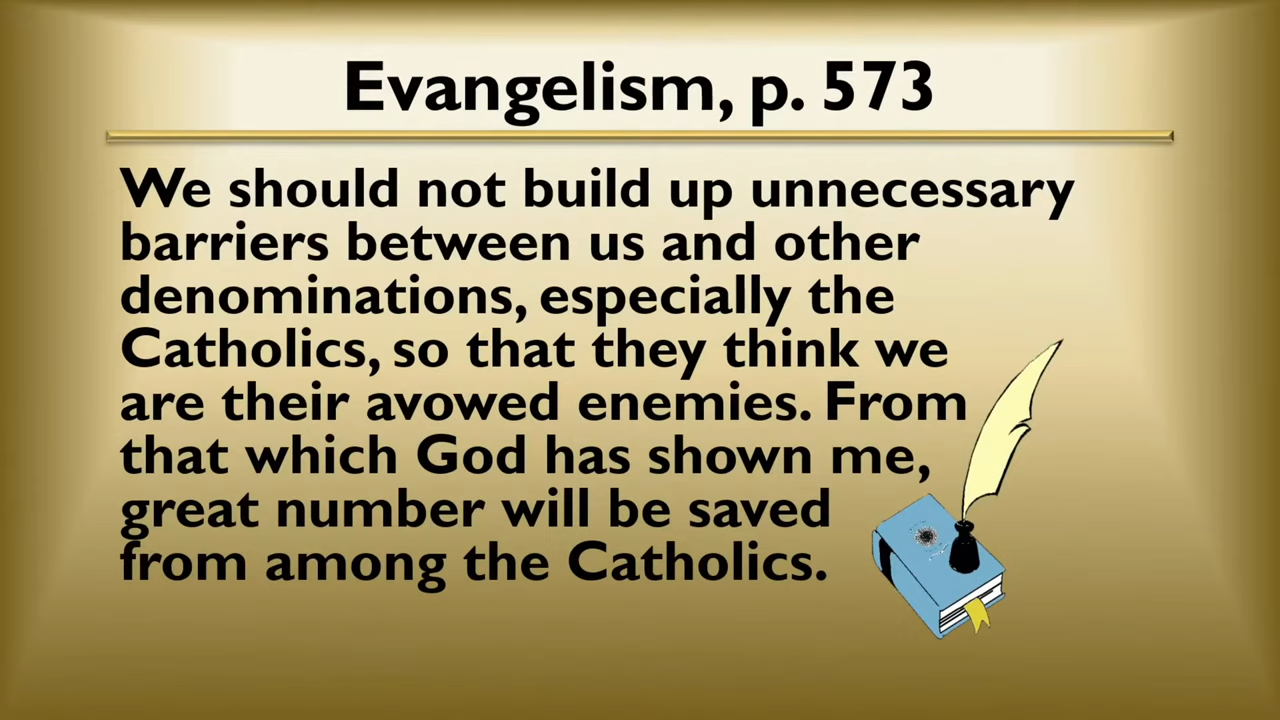 Evangelism, p. 573
We should not build up unnecessary
barriers between us and other
denominations, especially the
Catholics, so that they think we
are their avowed enemies. From
that which God has shown me,
great number will be saved
from among the Catholics.